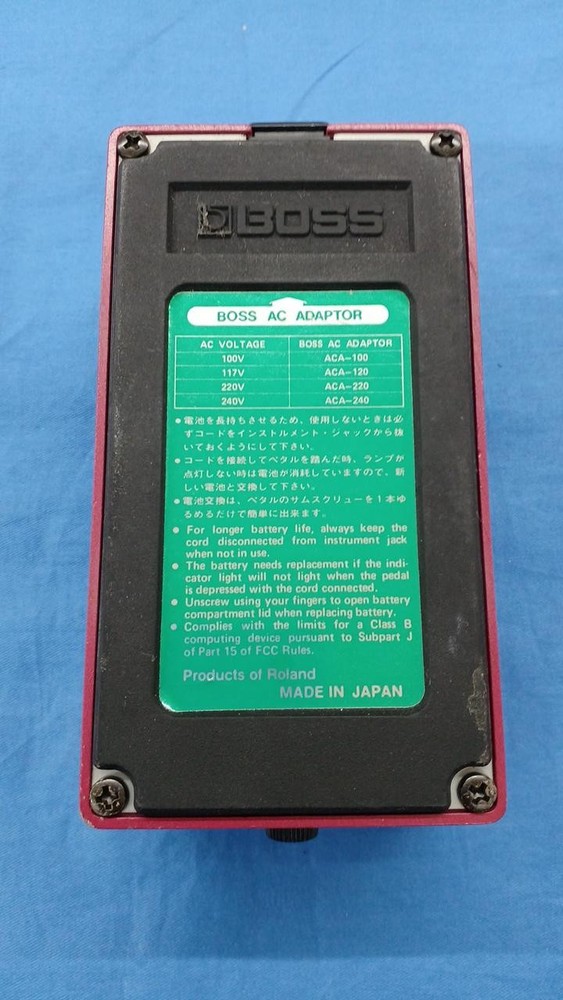 BOSS
BOSS AC ADAPTOR
AC VOLTAGE BOSS AC ADAPTOR
100V ACA-100
117V ACA-120
220V ACA-220
240V ACA-240
●電池を長持ちさせるため、使用しないときは必
ずコードをインストルメント・ジャックから抜
いておくようにして下さい。
●コードを接続してペタルを踏んだ時、ランプが
点灯しない時は電池が消耗していますので、新
しい電池と交換して下さい。
●電池交換は、ペタルのサムスクリューを1本ゆ
るめるだけで簡単に出来ます。
● For longer battery life, always keep the
cord disconnected from instrument jack
when not in use.
● The battery needs replacement if the indi-
cator light will not light when the pedal
is depressed with the cord connected.
● Unscrew using your fingers to open battery
compartment lid when replacing battery.
● Complies with the limits for a Class B
computing device pursuant to Subpart J
of Part 15 of FCC Rules.
Products of Roland
MADE IN JAPAN